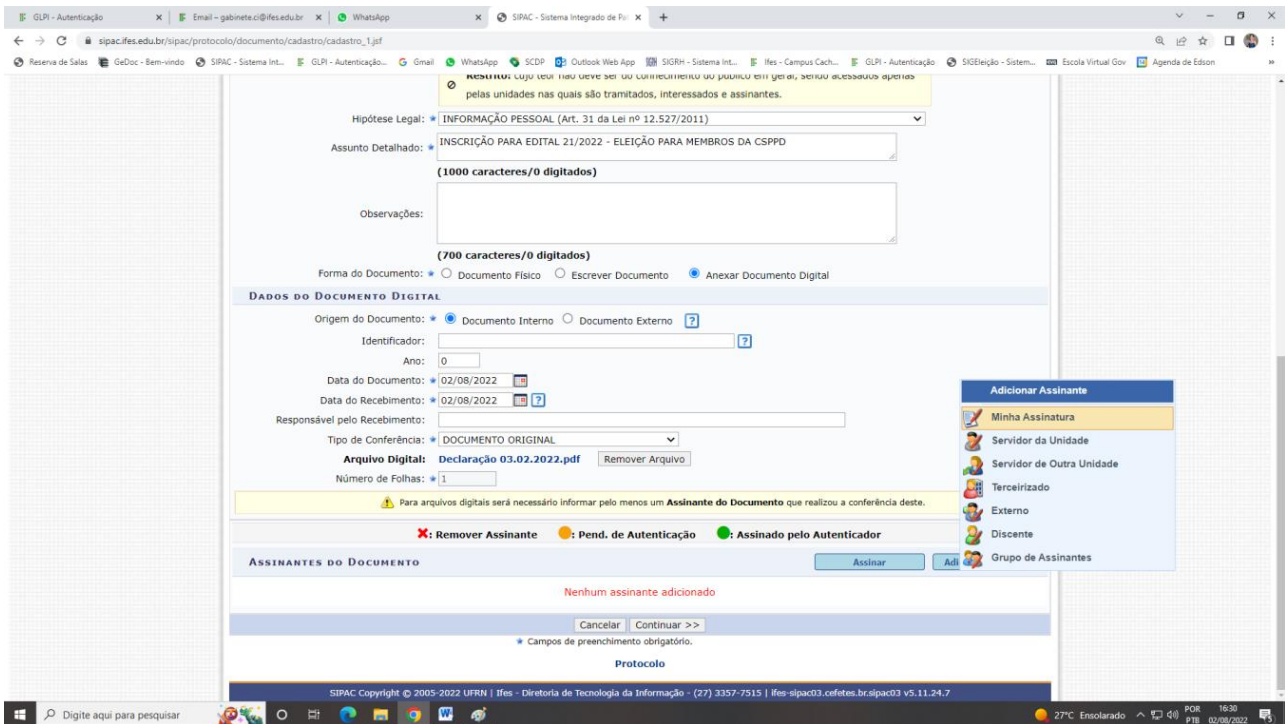 GLPI - Autenticação
Email – gabinete.ci@ifes.edu.br
WhatsApp
SIPAC - Sistema Integrado de Pa
sipac.ifes.edu.br/sipac/protocolo/documento/cadastro/cadastro_1.jsf
Reserva de Salas GeDoc - Bem-vindo SIPAC - Sistema Int... GLPI - Autenticação... Gmail WhatsApp SCDP Outlook Web App SIGRH - Sistema Int... Ifes - Campus Cach... GLPI - Autenticação SIGEleição - Sistem... Escola Virtual Gov Agenda de Edson
Restrito: cujo teor não deve ser do conhecimento do público em geral, sendo acessados apenas
pelas unidades nas quais são tramitados, interessados e assinantes.
Hipótese Legal: INFORMAÇÃO PESSOAL (Art. 31 da Lei nº 12.527/2011)
Assunto Detalhado: INSCRIÇÃO PARA EDITAL 21/2022 - ELEIÇÃO PARA MEMBROS DA CSPPD
(1000 caracteres/0 digitados)
Observações:
(700 caracteres/0 digitados)
Forma do Documento: Documento Físico Escrever Documento Anexar Documento Digital
DADOS DO DOCUMENTO DIGITAL
Origem do Documento: Documento Interno Documento Externo ?
Identificador: ?
Ano: 0
Data do Documento: 02/08/2022
Data do Recebimento: 02/08/2022 ?
Responsável pelo Recebimento:
Tipo de Conferência: DOCUMENTO ORIGINAL
Arquivo Digital: Declaração 03.02.2022.pdf Remover Arquivo
Número de Folhas: 1
Para arquivos digitais será necessário informar pelo menos um Assinante do Documento que realizou a conferência deste.
X: Remover Assinante : Pend. de Autenticação : Assinado pelo Autenticador
ASSINANTES DO DOCUMENTO Assinar Adi
Adicionar Assinante
Minha Assinatura
Servidor da Unidade
Servidor de Outra Unidade
Terceirizado
Externo
Discente
Grupo de Assinantes
Nenhum assinante adicionado
Cancelar Continuar >>
Campos de preenchimento obrigatório.
Protocolo
SIPAC Copyright © 2005-2022 UFRN | Ifes - Diretoria de Tecnologia da Informação - (27) 3357-7515 | ifes-sipac03.cefetes.br.sipac03 v5.11.24.7
Digite aqui para pesquisar
27°C Ensolarado
POR
PTB
16:30
02/08/2022